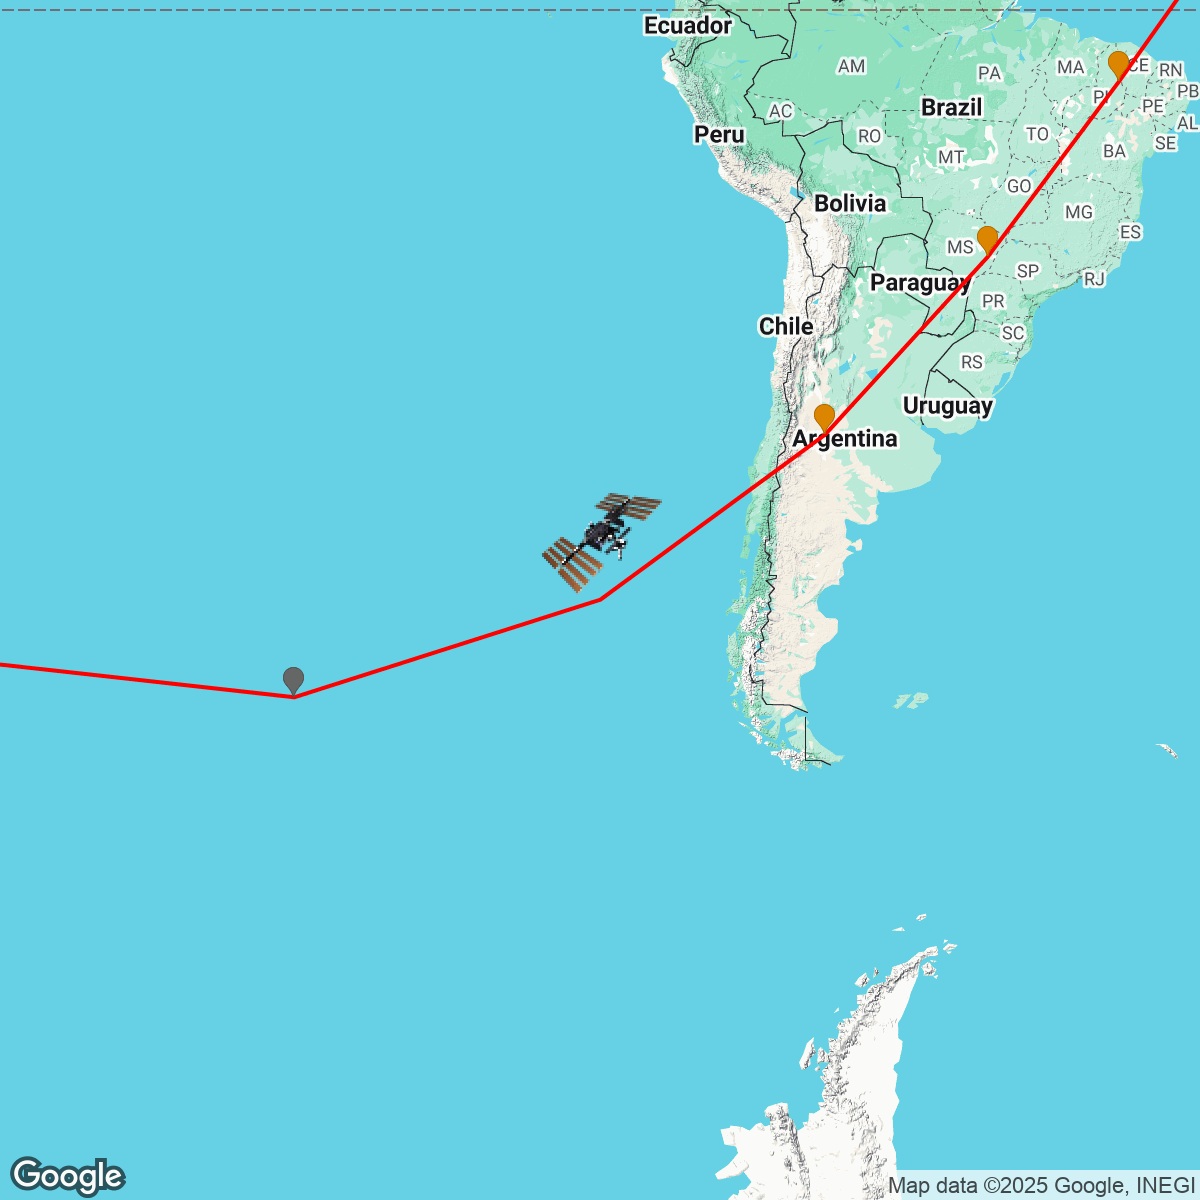 Ecuador
AM
PA
MA
CE
RN
PB
PI
PE
AL
AC
Brazil
Peru
RO
TO
SE
MT
BA
GO
Bolivia
MG
ES
MS
SP
RJ
Paraguay
PR
Chile
SC
RS
Uruguay
Argentina
Google
Map data ©2025 Google, INEGI